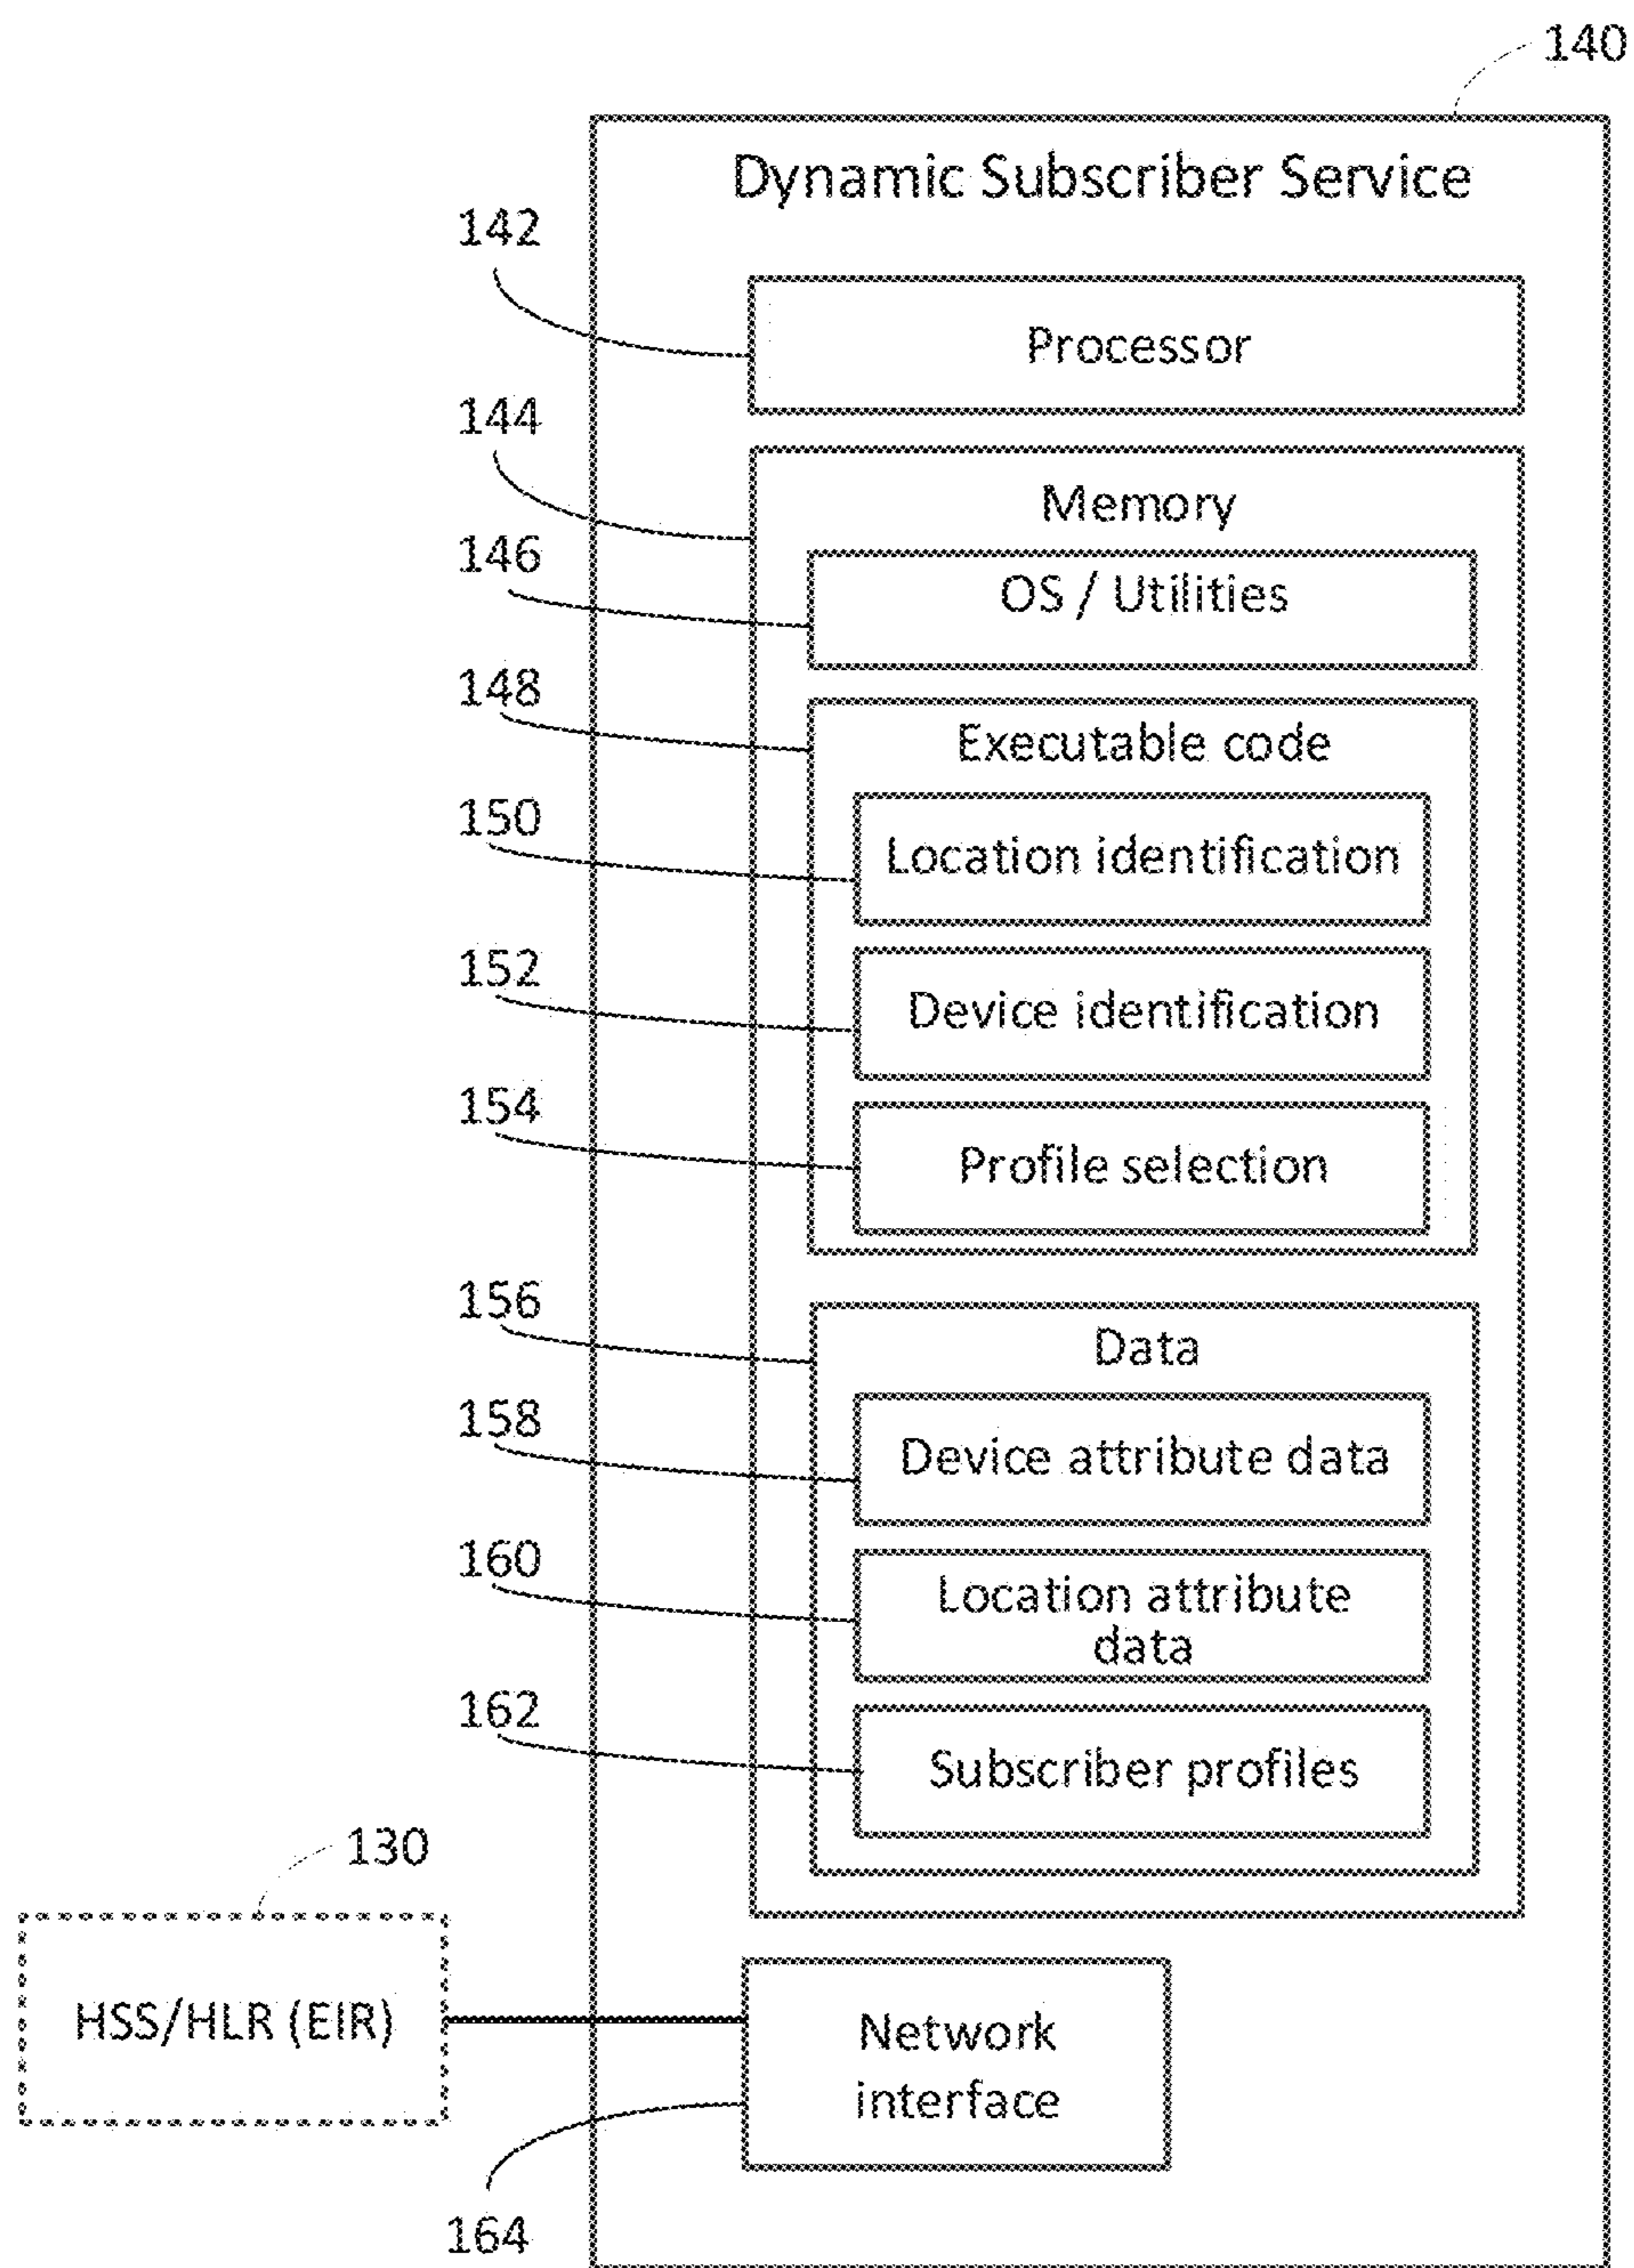 140
Dynamic Subscriber Service
142
Processor
144
Memory
146
OS / Utilities
148
Executable code
150
Location identification
152
Device identification
154
Profile selection
156
Data
158
Device attribute data
160
Location attribute
data
162
Subscriber profiles
130
HSS/HLR (EIR)
Network
interface
164